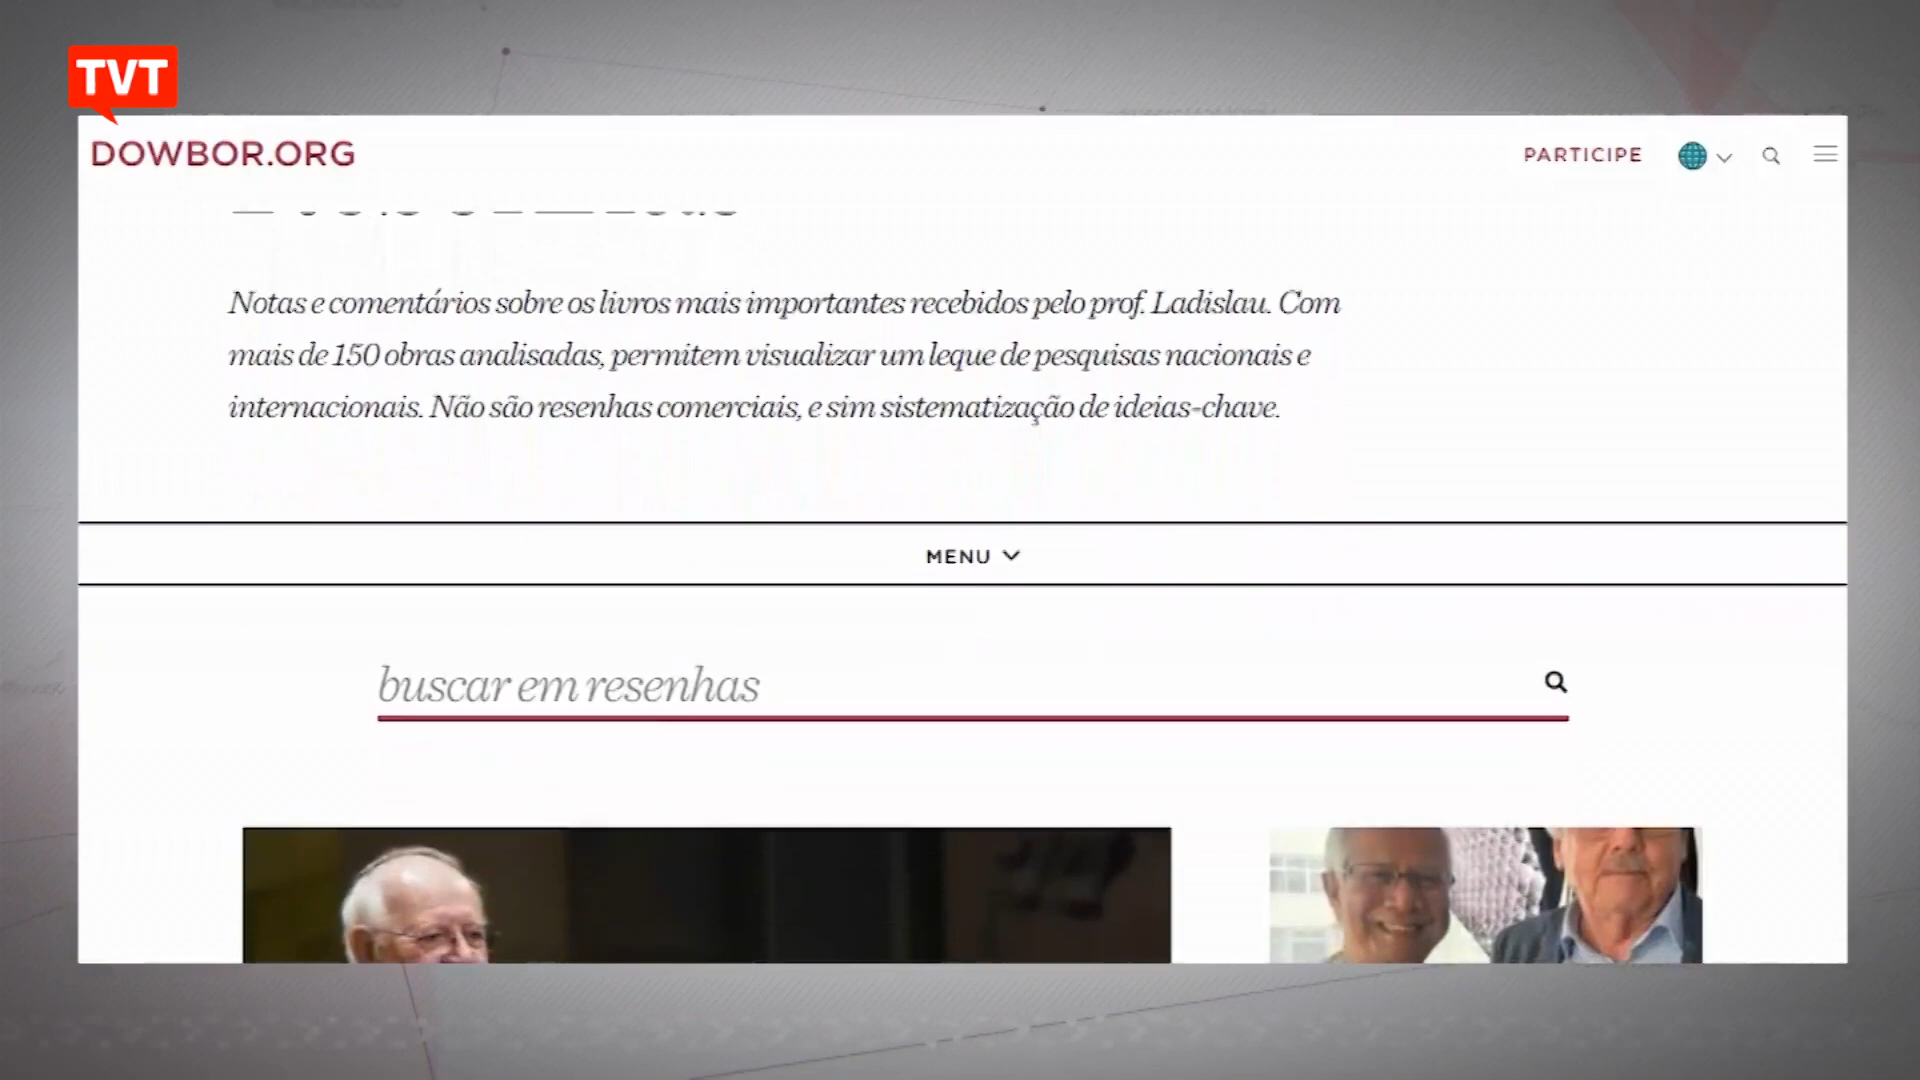 TVT
DOWBOR.ORG
PARTICIPE
Notas e comentários sobre os livros mais importantes recebidos pelo prof. Ladislau. Com
mais de 150 obras analisadas, permitem visualizar um leque de pesquisas nacionais e
internacionais. Não são resenhas comerciais, e sim sistematização de ideias-chave.
MENU
buscar em resenhas